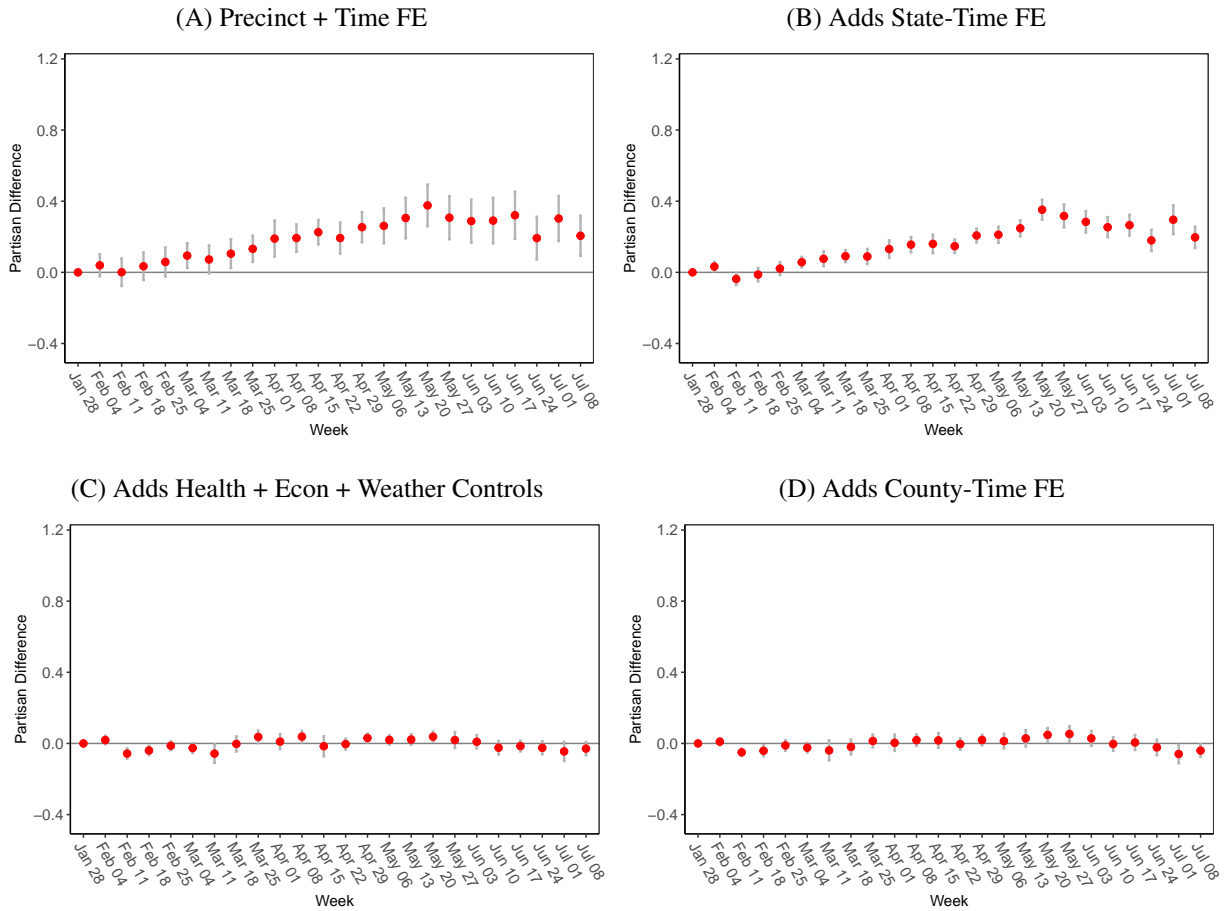 (A) Precinct + Time FE
1.2
0.8
0.4
0.0
−0.4
Partisan Difference
Jan 28
Feb 04
Feb 11
Feb 18
Feb 25
Mar 04
Mar 11
Mar 18
Mar 25
Apr 01
Apr 08
Apr 15
Apr 22
Apr 29
May 06
May 13
May 20
May 27
Jun 03
Jun 10
Jun 17
Jun 24
Jul 01
Jul 08
Week
(B) Adds State-Time FE
1.2
0.8
0.4
0.0
−0.4
Partisan Difference
Jan 28
Feb 04
Feb 11
Feb 18
Feb 25
Mar 04
Mar 11
Mar 18
Mar 25
Apr 01
Apr 08
Apr 15
Apr 22
Apr 29
May 06
May 13
May 20
May 27
Jun 03
Jun 10
Jun 17
Jun 24
Jul 01
Jul 08
Week
(C) Adds Health + Econ + Weather Controls
1.2
0.8
0.4
0.0
−0.4
Partisan Difference
Jan 28
Feb 04
Feb 11
Feb 18
Feb 25
Mar 04
Mar 11
Mar 18
Mar 25
Apr 01
Apr 08
Apr 15
Apr 22
Apr 29
May 06
May 13
May 20
May 27
Jun 03
Jun 10
Jun 17
Jun 24
Jul 01
Jul 08
Week
(D) Adds County-Time FE
1.2
0.8
0.4
0.0
−0.4
Partisan Difference
Jan 28
Feb 04
Feb 11
Feb 18
Feb 25
Mar 04
Mar 11
Mar 18
Mar 25
Apr 01
Apr 08
Apr 15
Apr 22
Apr 29
May 06
May 13
May 20
May 27
Jun 03
Jun 10
Jun 17
Jun 24
Jul 01
Jul 08
Week